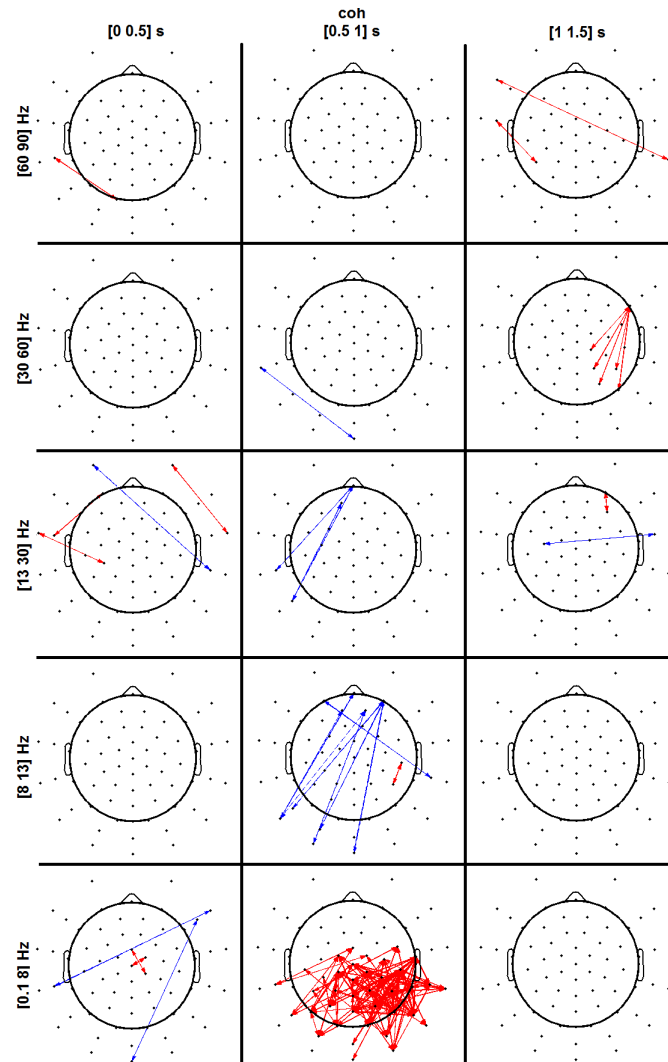 coh
[0 0.5] s
[0.5 1] s
[1 1.5] s
[60 90] Hz
[30 60] Hz
[13 30] Hz
[8 13] Hz
[0.1 8] Hz